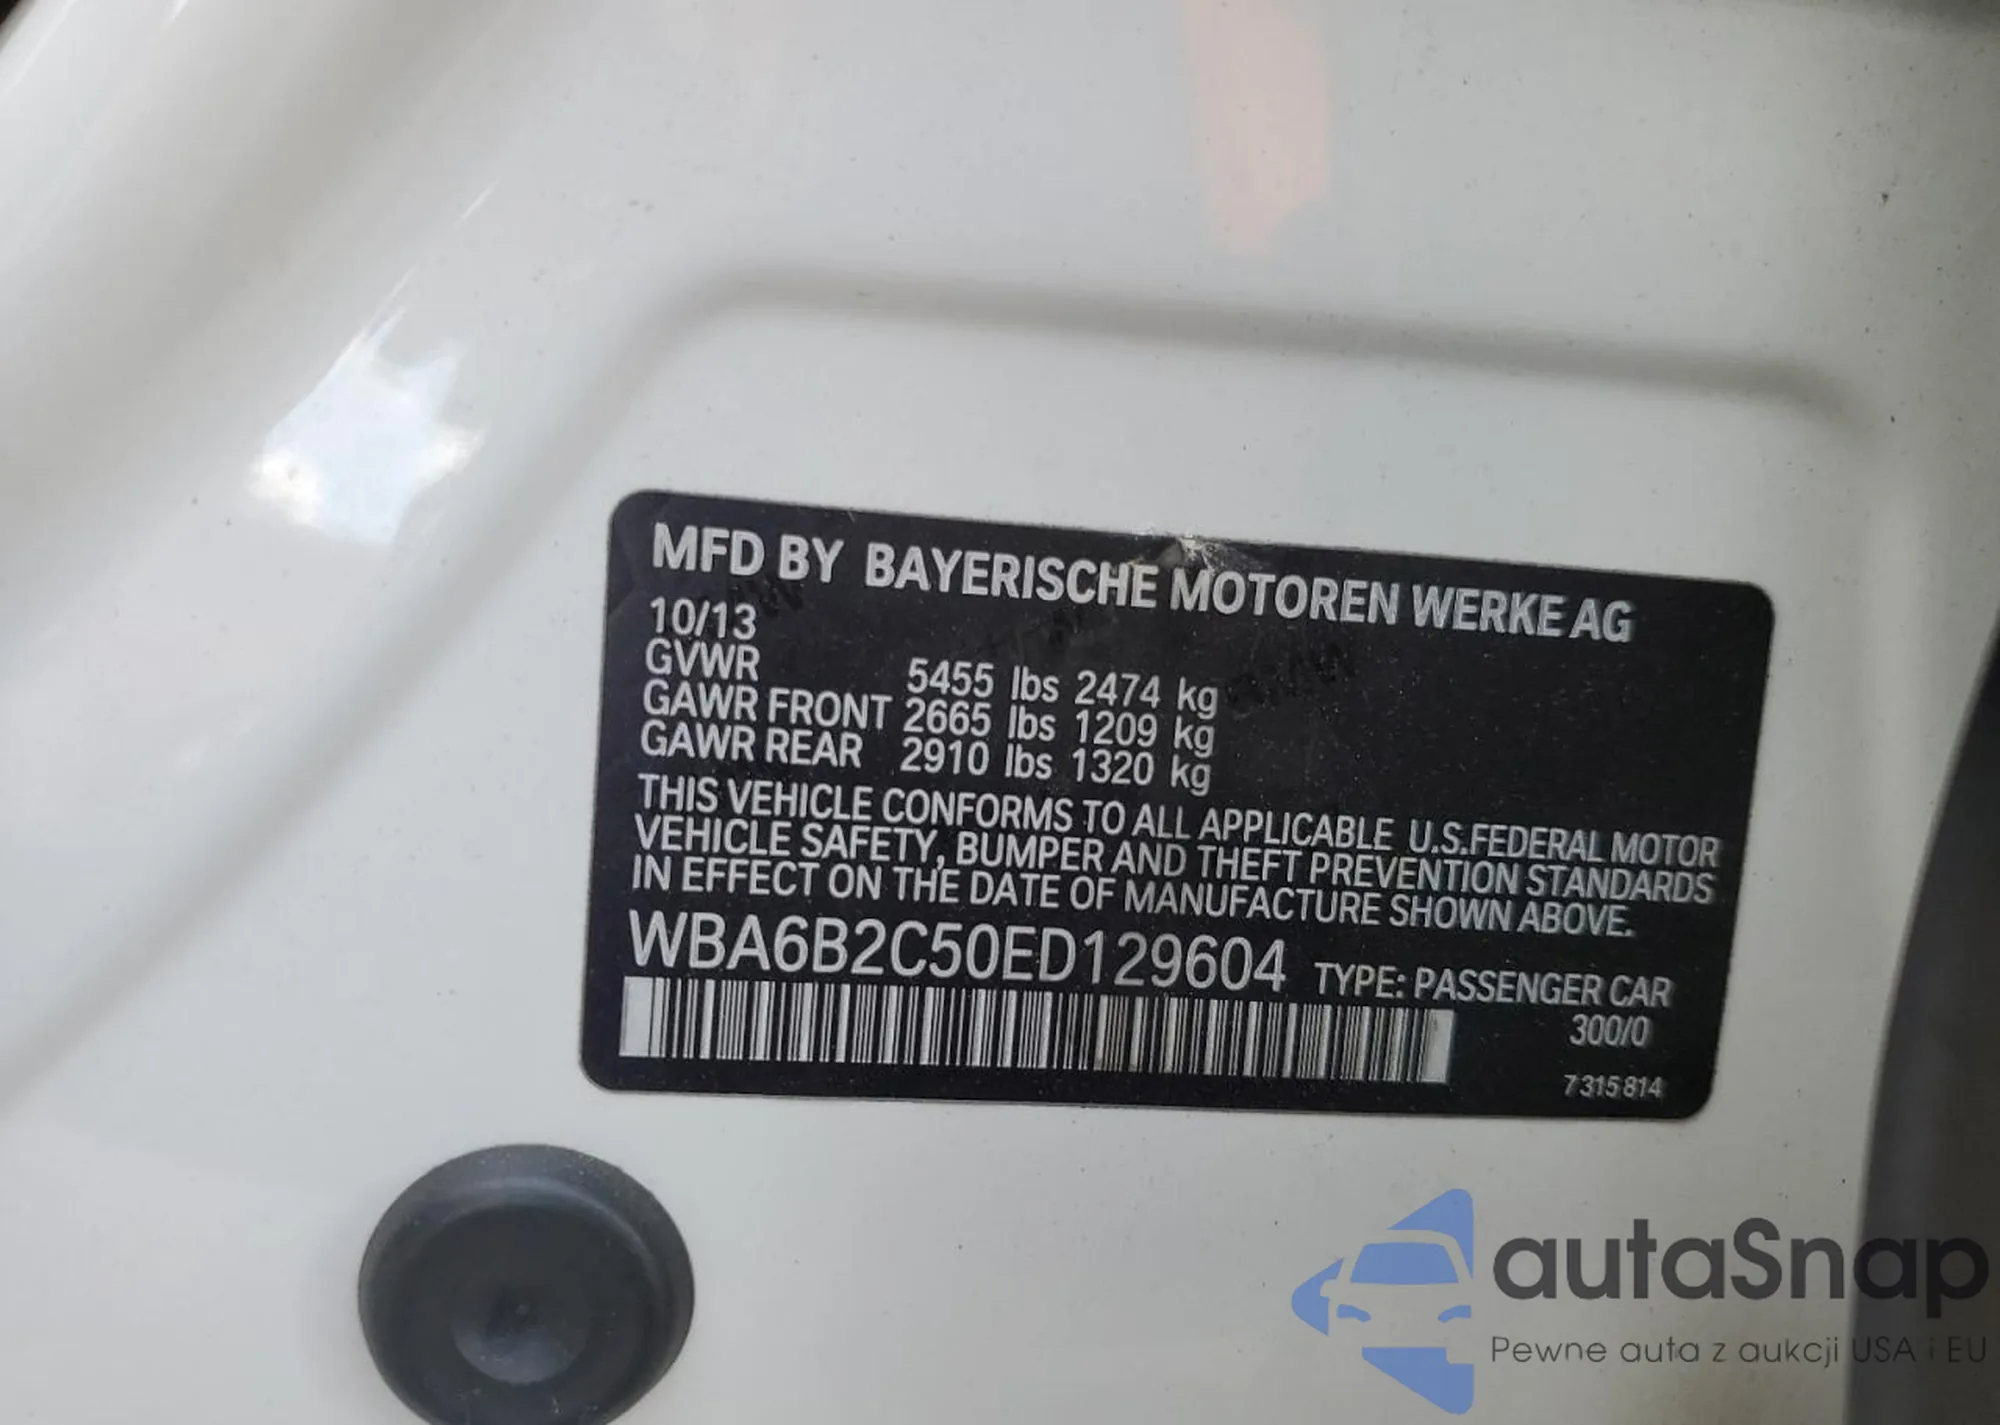 MFD BY BAYERISCHE MOTOREN WERKE AG
10/13
GVWR 5455 lbs 2474 kg
GAWR FRONT 2665 lbs 1209 kg
GAWR REAR 2910 lbs 1320 kg
THIS VEHICLE CONFORMS TO ALL APPLICABLE U.S.FEDERAL MOTOR
VEHICLE SAFETY, BUMPER AND THEFT PREVENTION STANDARDS
IN EFFECT ON THE DATE OF MANUFACTURE SHOWN ABOVE.
WBA6B2C50ED129604 TYPE: PASSENGER CAR
300/0
7315814
autaSnap
Pewne auta z aukcji USA i EU